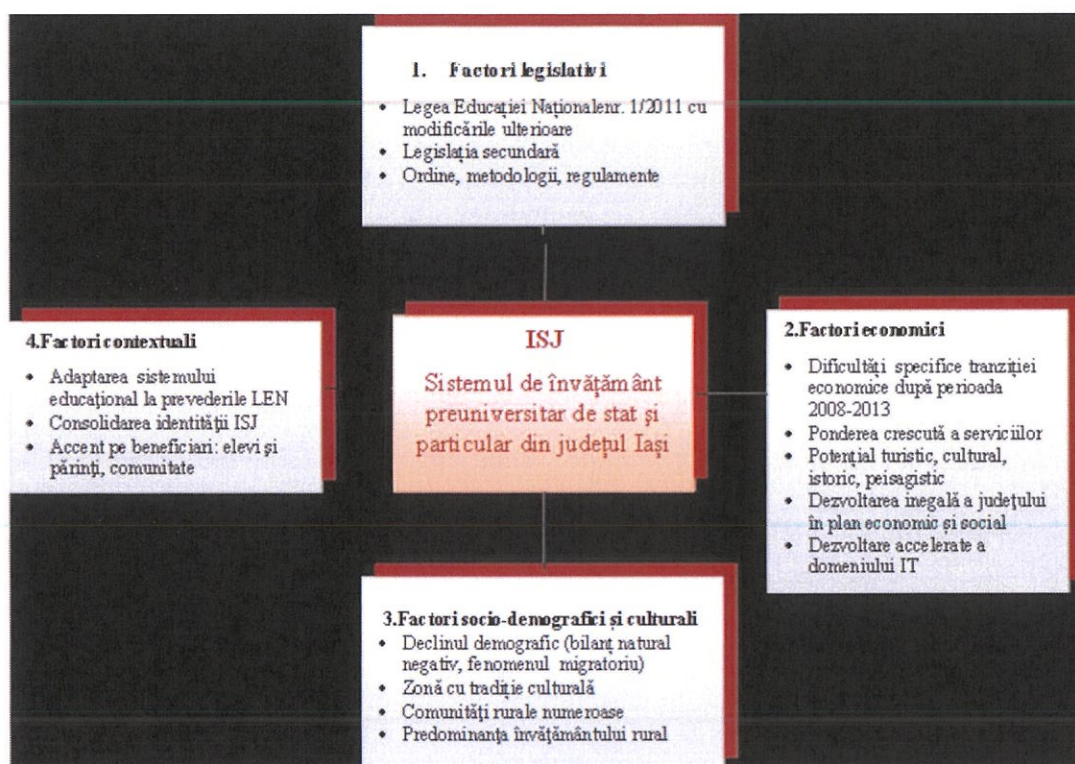 1. Factori legislativi
• Legea Educației Naționalenr. 1/2011 cu
modificările ulterioare
• Legislația secundară
• Ordine, metodologii, regulamente
4.Factori contextuali
• Adaptarea sistemului
educațional la prevederile LEN
• Consolidarea identității ISJ
• Accent pe beneficiari: elevi și
părinți, comunitate
ISJ
Sistemul de învățământ
preuniversitar de stat și
particular din județul Iași
2.Factori economici
• Dificultăți specifice tranziției
economice după perioada
2008-2013
• Ponderea crescută a serviciilor
• Potențial turistic, cultural,
istoric, peisagistic
• Dezvoltarea inegală a județului
în plan economic și social
• Dezvoltare accelerate a
domeniului IT
3.Factori socio-demografici și culturali
• Declinul demografic (bilanț natural
negativ, fenomenul migratoriu)
• Zonă cu tradiție culturală
• Comunități rurale numeroase
• Predominanța învățământului rural